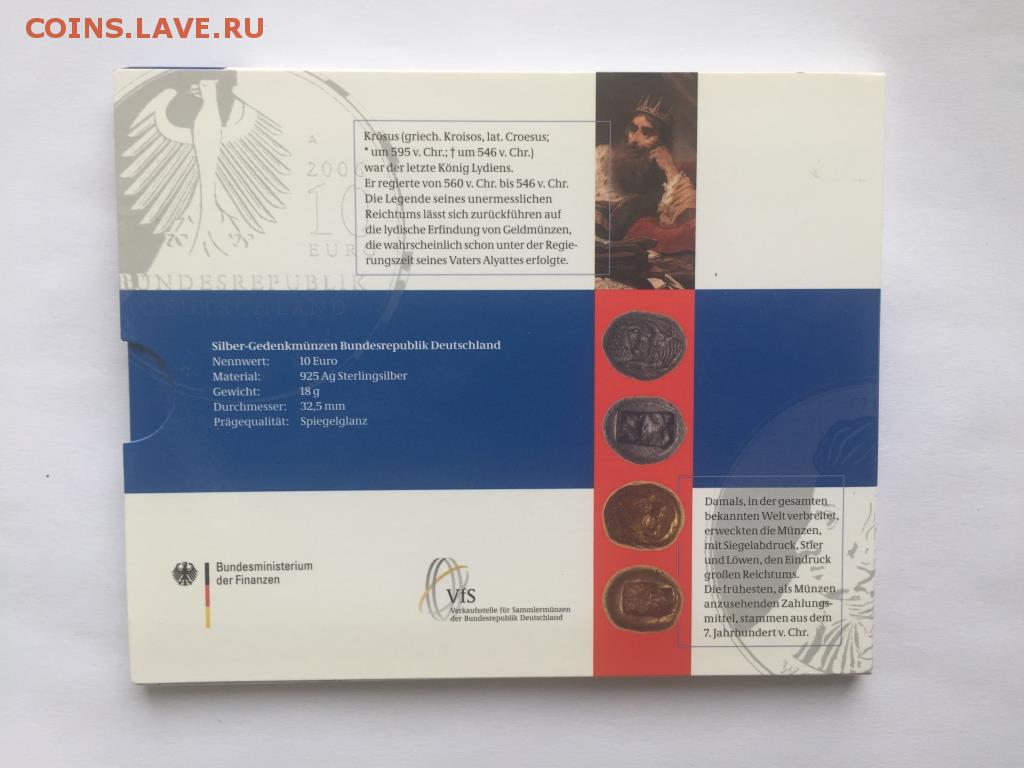 COINS.LAVE.RU
A
2006
10
EURO
BUNDESREPUBLIK
DEUTSCHLAND
Krösus (griech. Kroisos, lat. Croesus;
* um 595 v. Chr.; † um 546 v. Chr.)
war der letzte König Lydiens.
Er regierte von 560 v. Chr. bis 546 v. Chr.
Die Legende seines unermesslichen
Reichtums lässt sich zurückführen auf
die lydische Erfindung von Geldmünzen,
die wahrscheinlich schon unter der Regie-
rungszeit seines Vaters Alyattes erfolgte.
Silber-Gedenkmünzen Bundesrepublik Deutschland
Nennwert: 10 Euro
Material: 925 Ag Sterlingsilber
Gewicht: 18 g
Durchmesser: 32,5 mm
Prägequalität: Spiegelglanz
Damals, in der gesamten
bekannten Welt verbreitet,
erweckten die Münzen,
mit Siegelabdruck, Stier
und Löwen, den Eindruck
großen Reichtums.
Die frühesten, als Münzen
anzusehenden Zahlungs-
mittel, stammen aus dem
7. Jahrhundert v. Chr.
Bundesministerium
der Finanzen
VfS
Verkaufsstelle für Sammlermünzen
der Bundesrepublik Deutschland